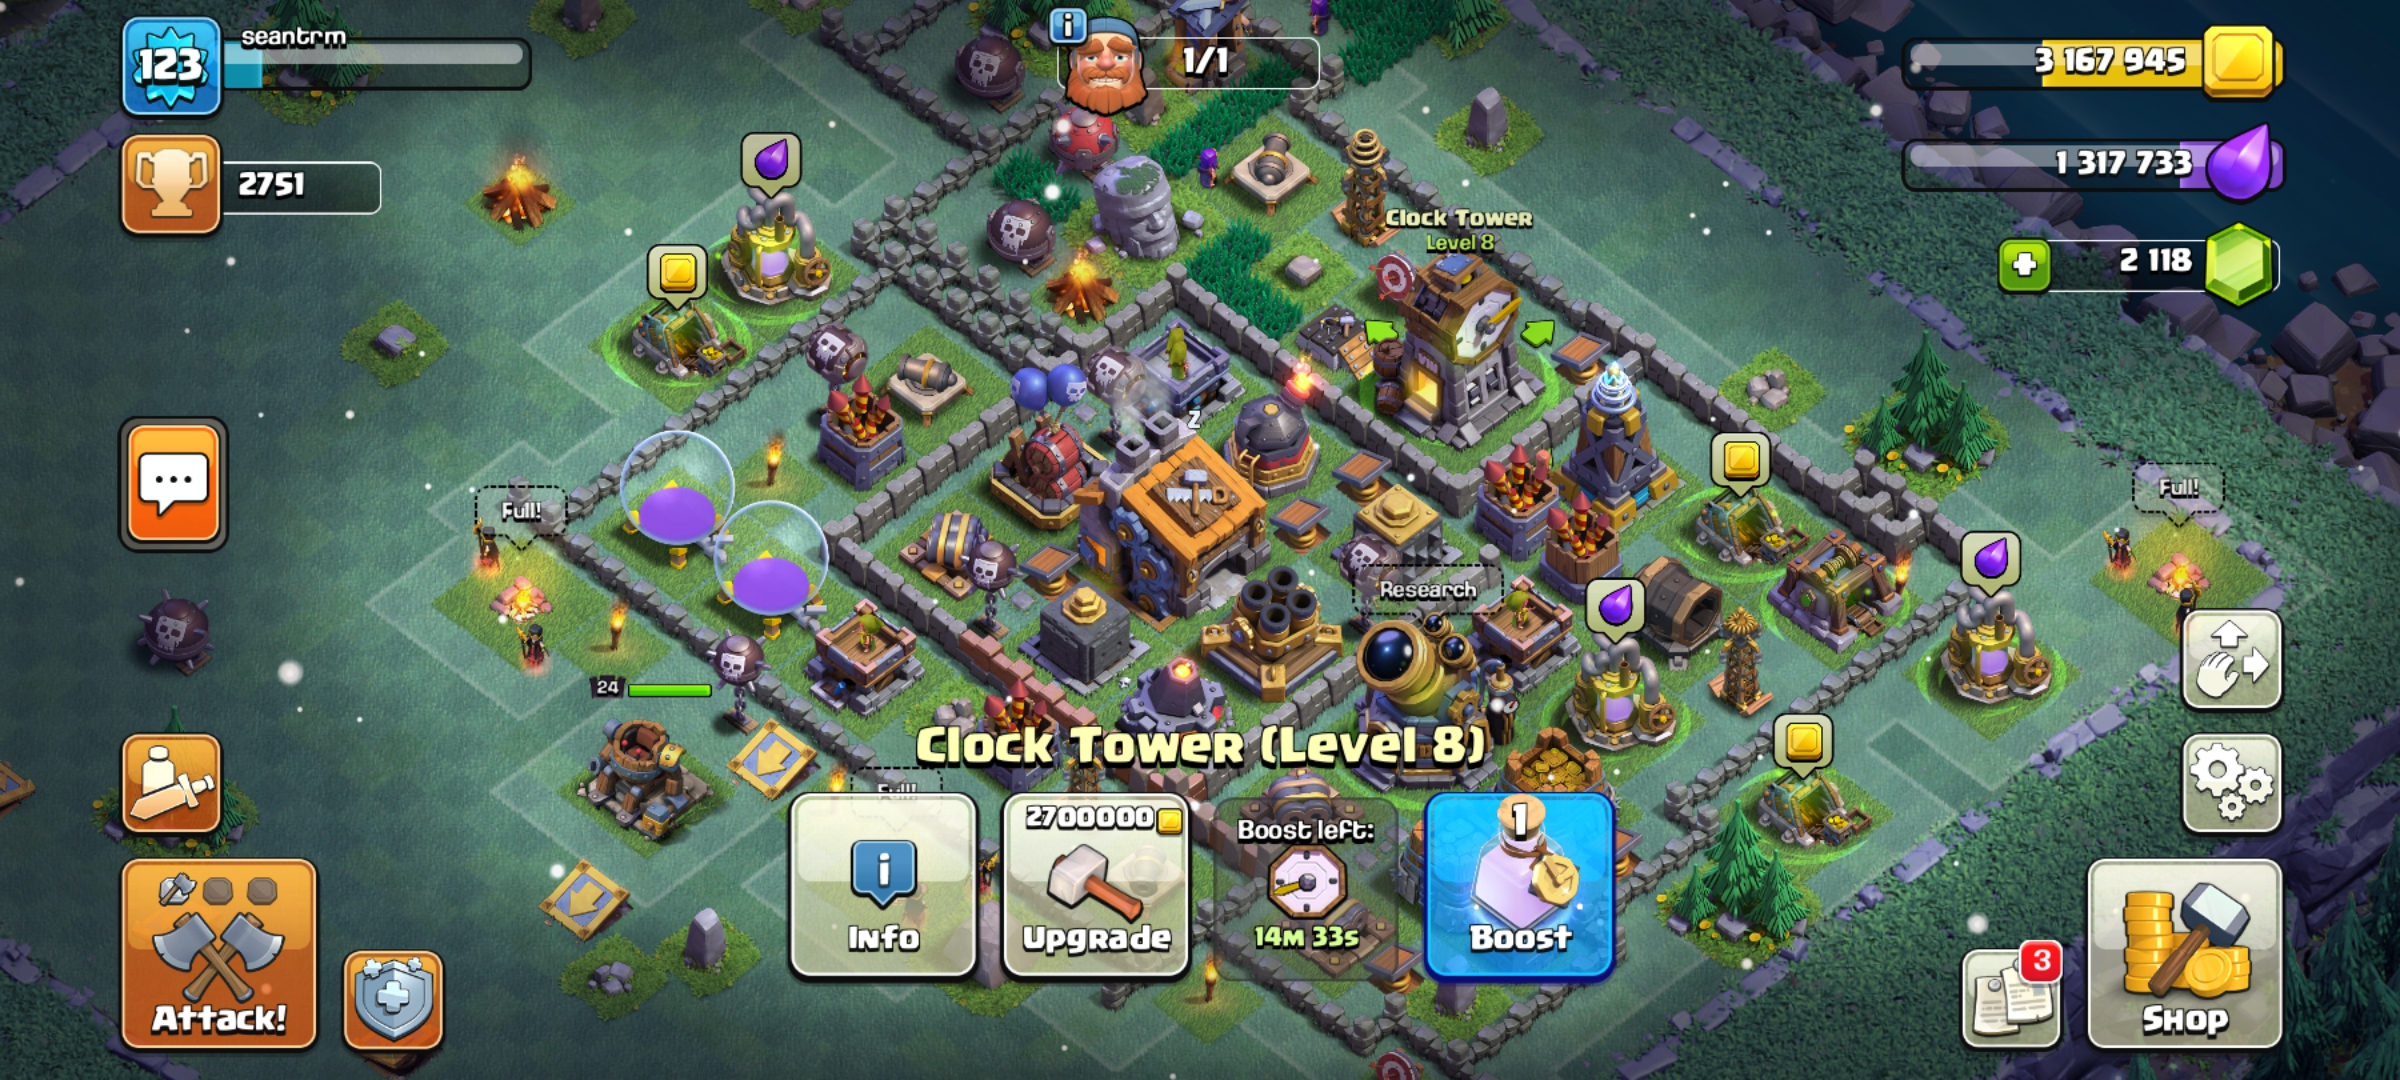 123
seantrm
1/1
3 167 945
2751
1 317 733
Clock Tower
Level 8
2 118
z
Full!
Full!
Research
24
Clock Tower (Level 8)
Full!
2700000
Boost left:
1
14m 33s
Info
Upgrade
Boost
3
Attack!
Shop